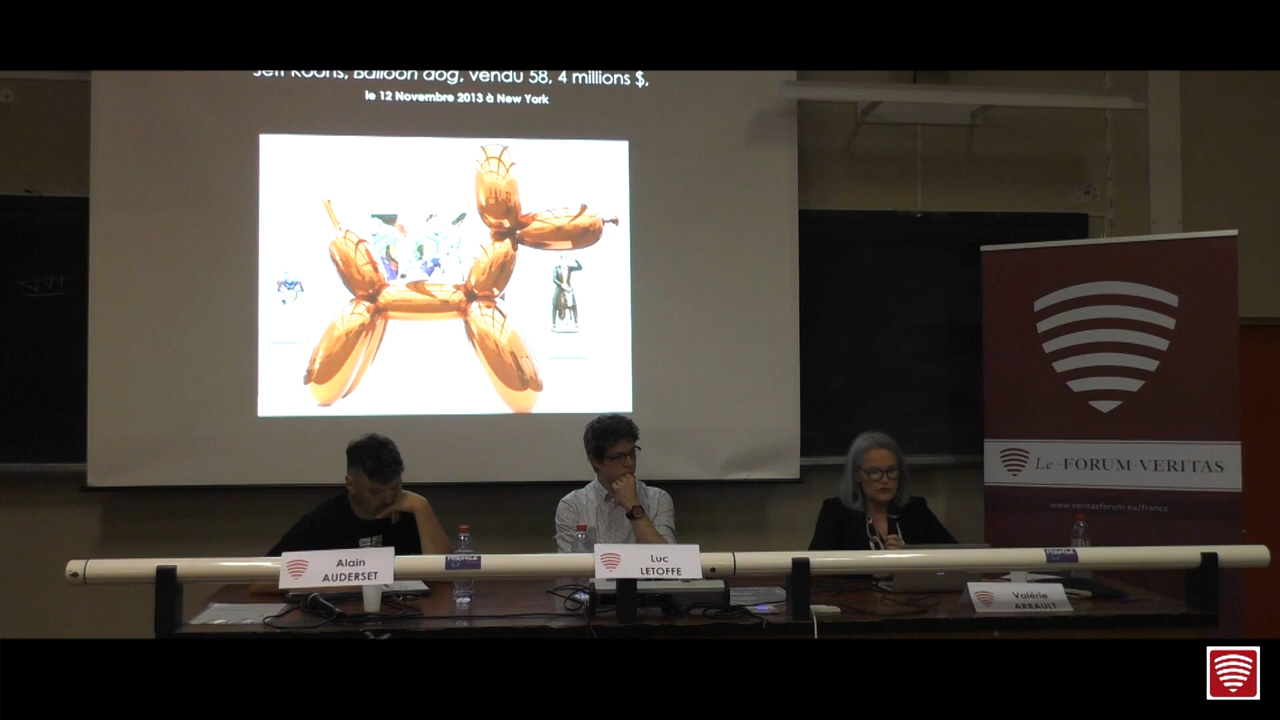 Jeff Koons, Balloon dog, vendu 58, 4 millions $,
le 12 Novembre 2013 à New York
Le·FORUM·VERITAS
www.veritasforum.eu/france
Alain
AUDERSET
Luc
LETOFFE
Valérie
ARRAULT